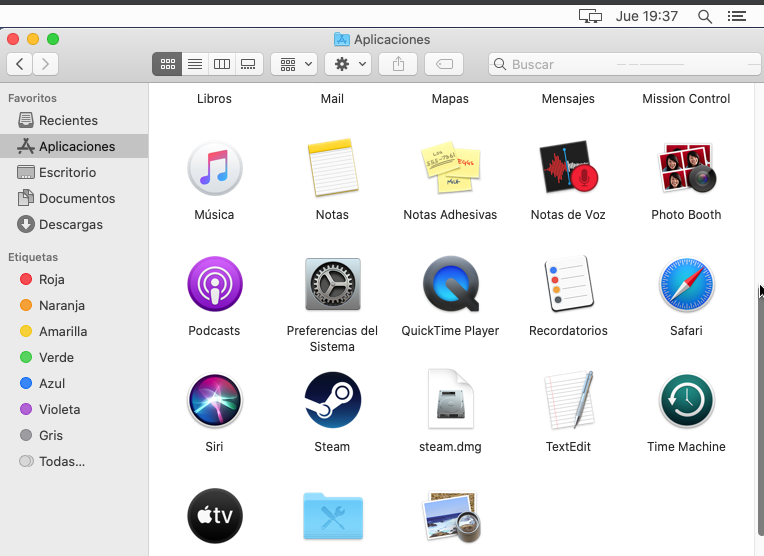 Jue 19:37
Aplicaciones
Buscar
Favoritos
Recientes
Aplicaciones
Escritorio
Documentos
Descargas
Etiquetas
Roja
Naranja
Amarilla
Verde
Azul
Violeta
Gris
Todas...
Libros
Mail
Mapas
Mensajes
Mission Control
Música
Notas
Notas Adhesivas
Notas de Voz
Photo Booth
Podcasts
Preferencias del
Sistema
QuickTime Player
Recordatorios
Safari
Siri
Steam
steam.dmg
TextEdit
Time Machine
tv